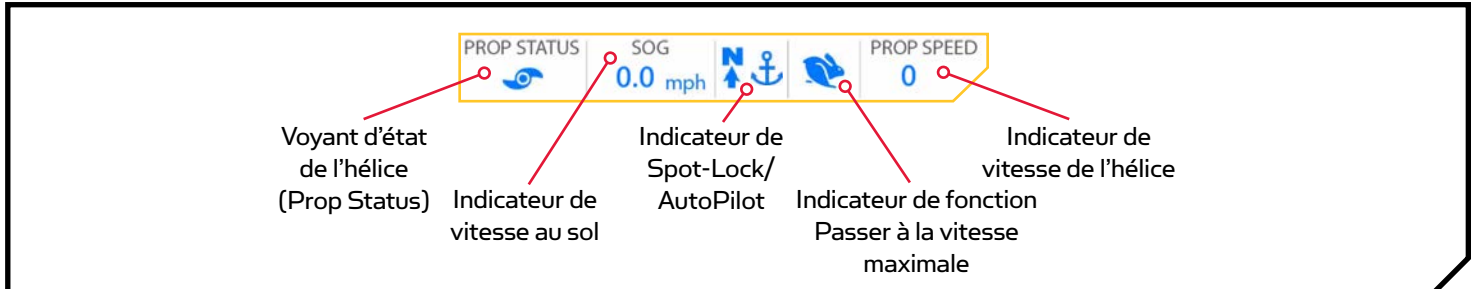 PROP STATUS
SOG
PROP SPEED
N
0.0 mph
0
Voyant d'état
de l'hélice
(Prop Status)
Indicateur de
vitesse au sol
Indicateur de
Spot-Lock/
AutoPilot
Indicateur de fonction
Passer à la vitesse
maximale
Indicateur de
vitesse de l'hélice